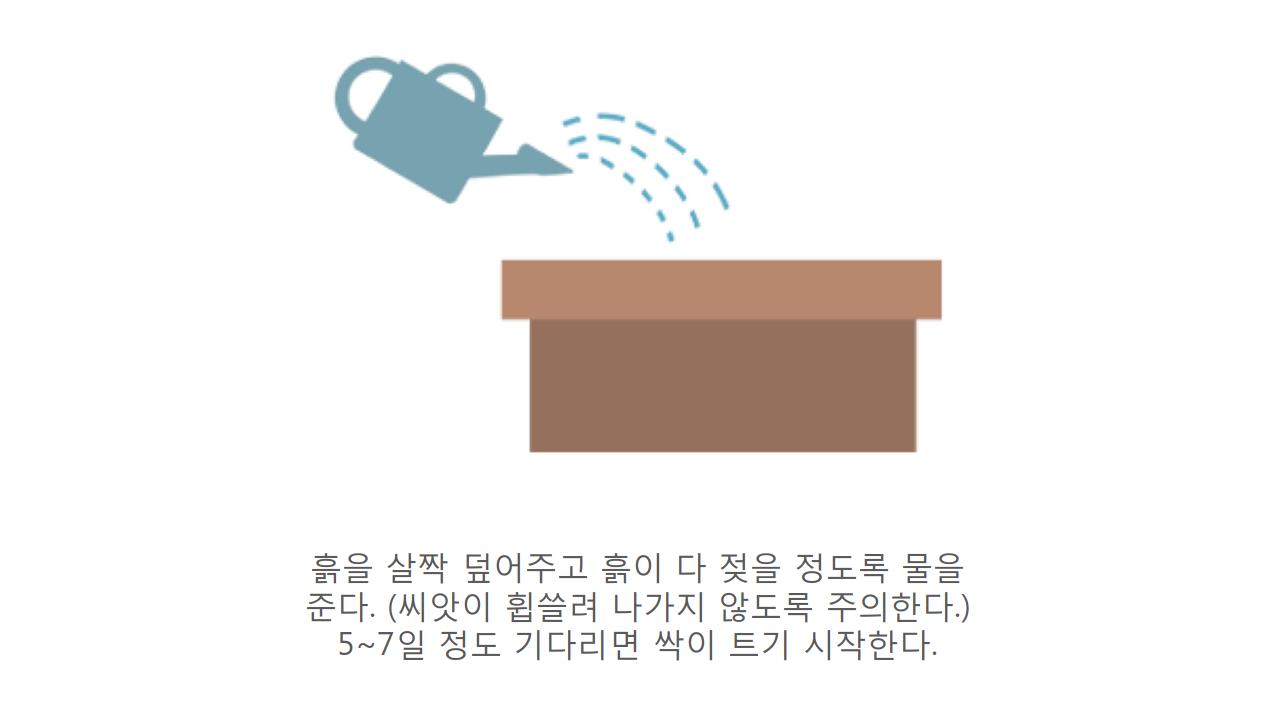 흙을 살짝 덮어주고 흙이 다 젖을 정도록 물을
준다. (씨앗이 휩쓸려 나가지 않도록 주의한다.)
5~7일 정도 기다리면 싹이 트기 시작한다.